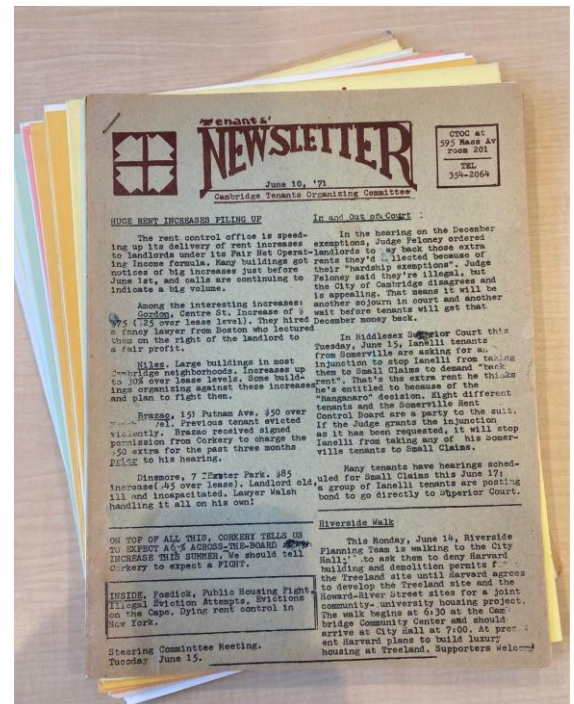 Tenants'
NEWSLETTER
June 10, '71
Cambridge Tenants Organizing Committee
CTOC at
595 Mass Av
room 201
TEL
354-2064
HUGE RENT INCREASES PILING UP
The rent control office is speed-
ing up its delivery of rent increases
to landlords under its Fair Net Operat-
ing Income formula. Many buildings got
notices of big increases just before
June 1st, and calls are continuing to
indicate a big volume.
Among the interesting increases:
Gordon, Centre St. Increase of
$75 ($25 over lease level). They hired
a fancy lawyer from Boston who lectured
them on the right of the landlord to
a fair profit.
Niles. Large buildings in most
Cambridge neighborhoods. Increases up
to 30% over lease levels. Some build-
ings organizing against these increases
and plan to fight them.
Brazao, 151 Putnam Ave. $50 over
Previous tenant evicted
violently. Brazao received signed
permission from Corkery to charge the
$50 extra for the past three months
prior to his hearing.
Dinsmore, 7 Exeter Park. $85
increase($45 over lease). Landlord old,
ill and incapacitated. Lawyer Walsh
handling it all on his own!
ON TOP OF ALL THIS, CORKERY TELLS US
TO EXPECT A 6% ACROSS-THE-BOARD
INCREASE THIS SUMMER. We should tell
Corkery to expect a FIGHT.
INSIDE, Fosdick, Public Housing Fight,
Illegal Eviction Attempts, Evictions
on the Cape. Dying rent control in
New York.
Steering Committee Meeting.
Tuesday June 15.
In and Out of Court :
In the hearing on the December
exemptions, Judge Feloney ordered
landlords to pay back those extra
rents they'd collected because of
their "hardship exemptions". Judge
Feloney said they're illegal, but
the City of Cambridge disagrees and
is appealing. That means it will be
another sojourn in court and another
wait before tenants will get that
December money back.
In Middlesex Superior Court this
Tuesday, June 15, Ianelli tenants
from Somerville are asking for an
injunction to stop Ianelli from taking
them to Small Claims to demand "back
rent". That's the extra rent he thinks
he's entitled to because of the
"Manganaro" decision. Eight different
tenants and the Somerville Rent
Control Board are a party to the suit.
If the Judge grants the injunction
as it has been requested, it will stop
Ianelli from taking any of his Somer-
ville tenants to Small Claims.
Many tenants have hearings sched-
uled for Small Claims this June 17;
a group of Ianelli tenants are posting
bond to go directly to Superior Court.
Riverside Walk
This Monday, June 14, Riverside
Planning Team is walking to the City
Hall; to ask them to deny Harvard
building and demolition permits for
the Treeland site until Harvard agrees
to develop the Treeland site and the
Howard-River Street sites for a joint
community-university housing project.
The walk begins at 6:30 at the Cam-
bridge Community Center and should
arrive at City Hall at 7:00. At pres-
ent Harvard plans to build luxury
housing at Treeland. Supporters Welcome